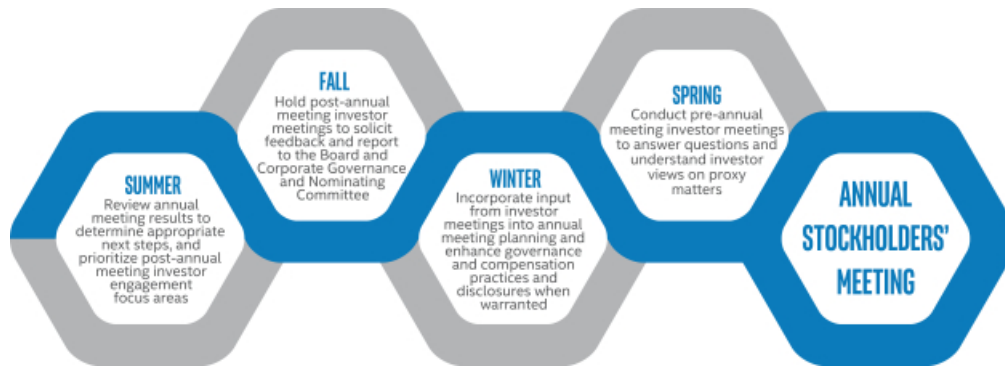 SUMMER
Review annual
meeting results to
determine appropriate
next steps, and
prioritize post-annual
meeting investor
engagement
focus areas
FALL
Hold post-annual
meeting investor
meetings to solicit
feedback and report
to the Board and
Corporate Governance
and Nominating
Committee
WINTER
Incorporate input
from investor
meetings into annual
meeting planning and
enhance governance
and compensation
practices and
disclosures when
warranted
SPRING
Conduct pre-annual
meeting investor meetings
to answer questions and
understand investor
views on proxy
matters
ANNUAL
STOCKHOLDERS'
MEETING